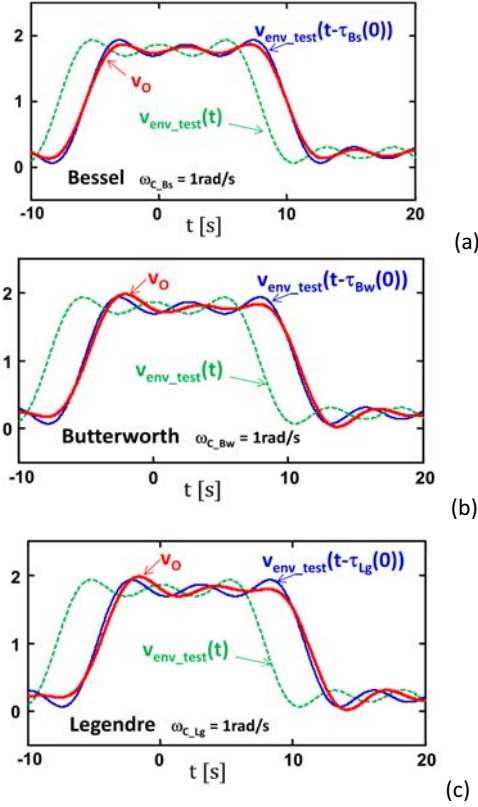 2
1
0
v_env_test(t-τ_Bs(0))
v_O
v_env_test(t)
Bessel ω_C_Bs = 1rad/s
-10 0 10 20
t [s]
(a)
2
1
0
v_O
v_env_test(t-τ_Bw(0))
v_env_test(t)
Butterworth ω_C_Bw = 1rad/s
-10 0 10 20
t [s]
(b)
2
1
0
v_O
v_env_test(t-τ_Lg(0))
v_env_test(t)
Legendre ω_C_Lg = 1rad/s
-10 0 10 20
t [s]
(c)